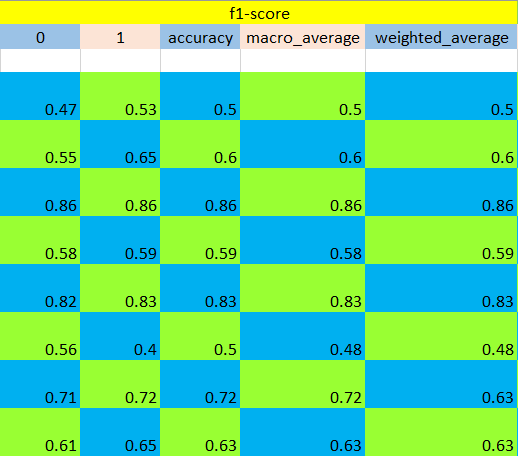 f1-score
0 1 accuracy macro_average weighted_average
0.47 0.53 0.5 0.5 0.5
0.55 0.65 0.6 0.6 0.6
0.86 0.86 0.86 0.86 0.86
0.58 0.59 0.59 0.58 0.59
0.82 0.83 0.83 0.83 0.83
0.56 0.4 0.5 0.48 0.48
0.71 0.72 0.72 0.72 0.63
0.61 0.65 0.63 0.63 0.63